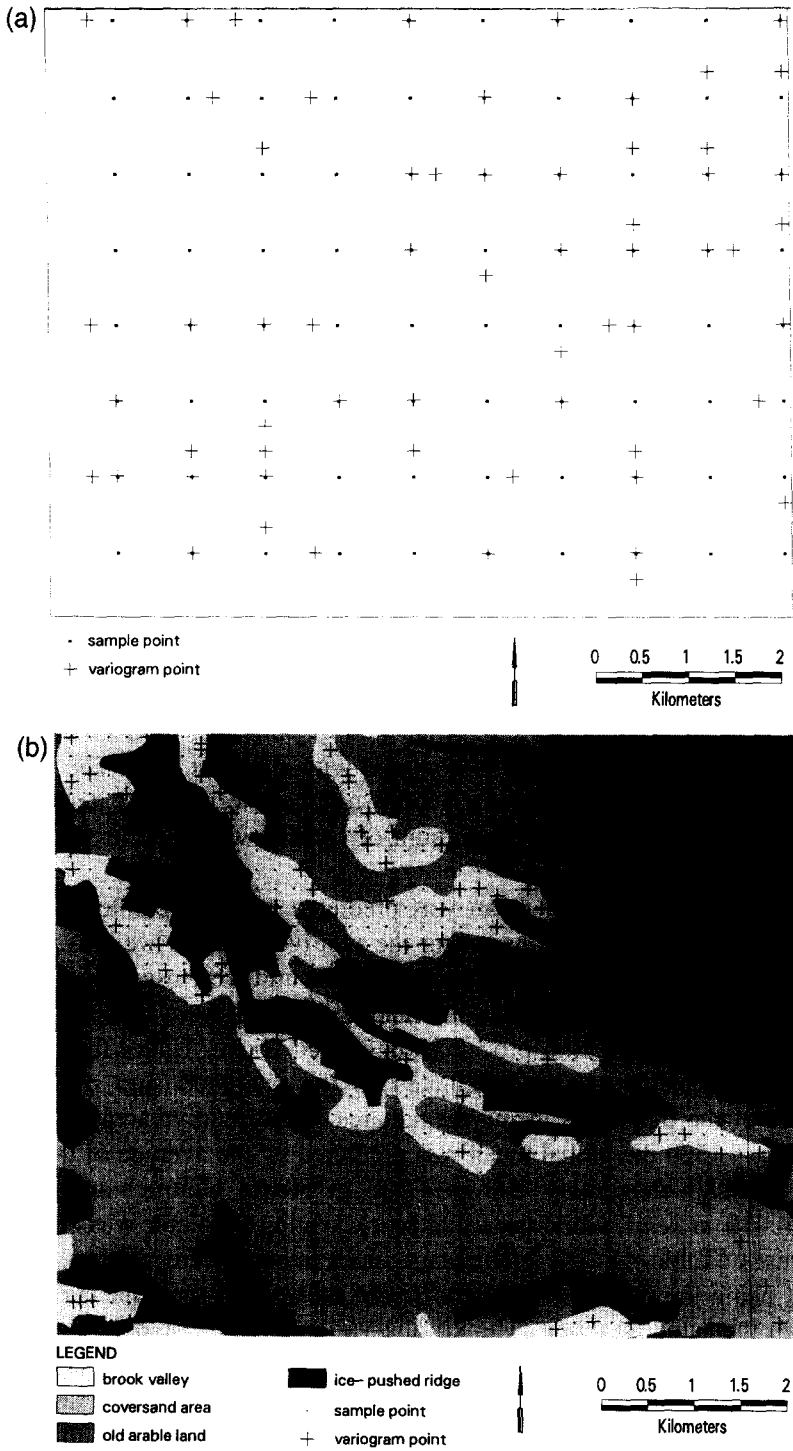 (a)
sample point
variogram point
0 0.5 1 1.5 2
Kilometers
(b)
LEGEND
brook valley
coversand area
old arable land
ice-pushed ridge
sample point
variogram point
0 0.5 1 1.5 2
Kilometers